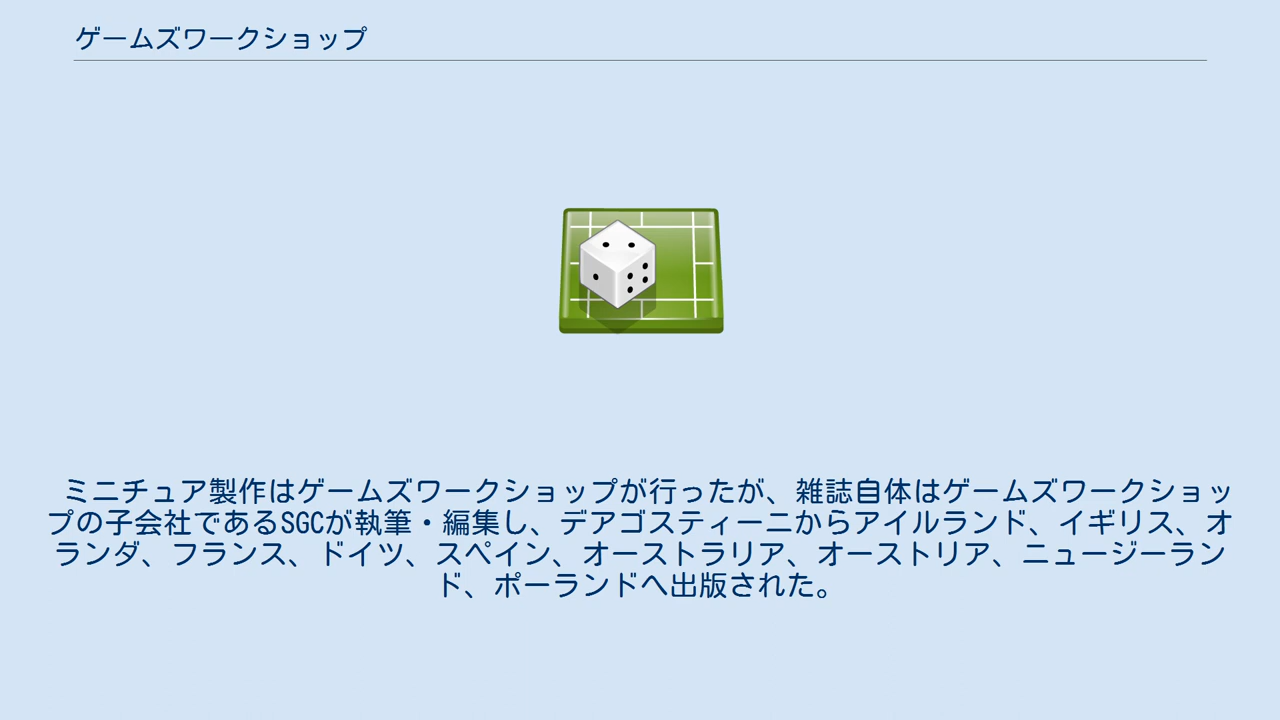 ゲームズワークショップ
ミニチュア製作はゲームズワークショップが行ったが、雑誌自体はゲームズワークショッ
プの子会社であるSGCが執筆・編集し、デアゴスティーニからアイルランド、イギリス、オ
ランダ、フランス、ドイツ、スペイン、オーストラリア、オーストリア、ニュージーラン
ド、ポーランドへ出版された。